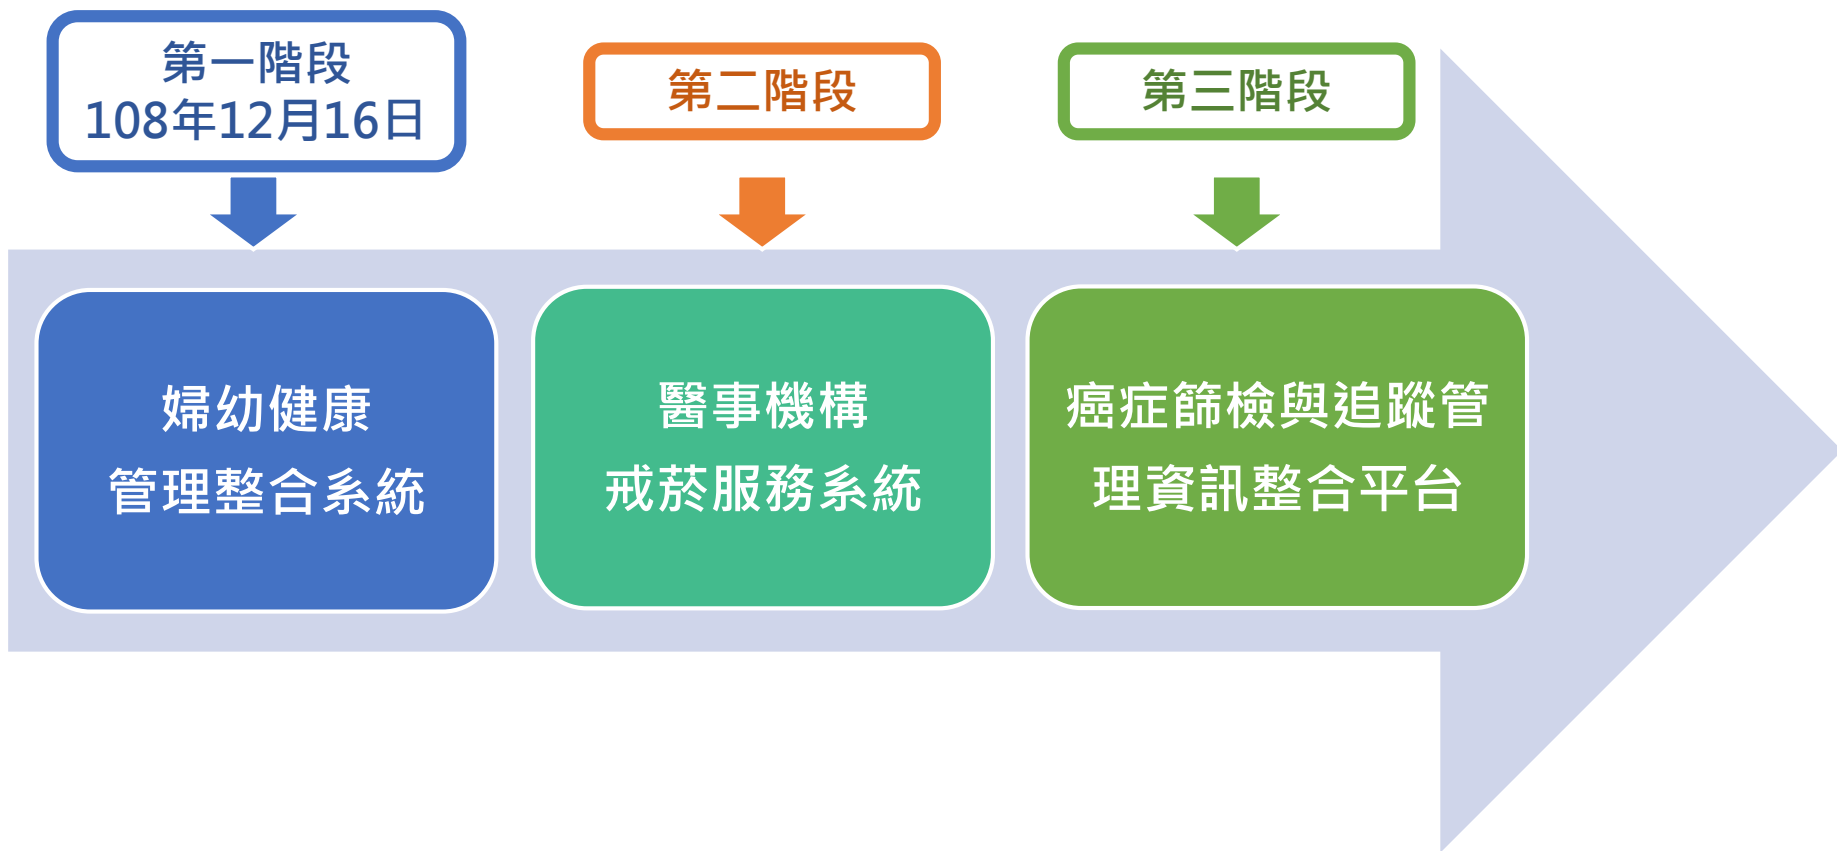 第一階段
108年12月16日
第二階段
第三階段
婦幼健康
管理整合系統
醫事機構
戒菸服務系統
癌症篩檢與追蹤管
理資訊整合平台